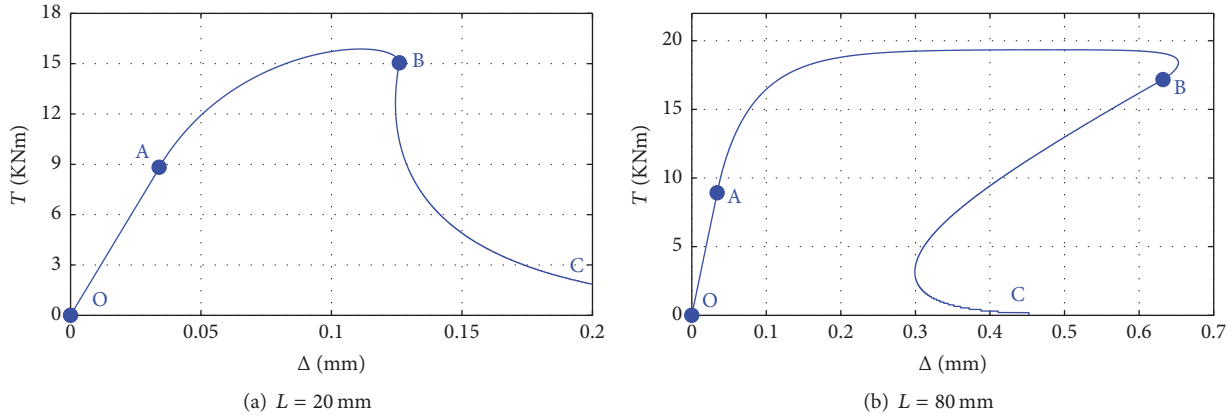 18
15
12
9
6
3
0
T (KNm)
A
B
C
O
0
0.05
0.1
0.15
0.2
Δ (mm)
(a) L = 20 mm
20
15
10
5
0
T (KNm)
A
B
C
O
0
0.1
0.2
0.3
0.4
0.5
0.6
0.7
Δ (mm)
(b) L = 80 mm